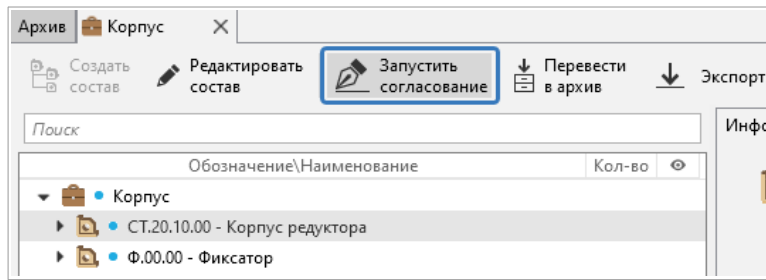 Архив Корпус
Создать состав
Редактировать состав
Запустить согласование
Перевести в архив
Экспорт
Поиск
Обозначение\Наименование Кол-во
Корпус
СТ.20.10.00 - Корпус редуктора
Ф.00.00 - Фиксатор